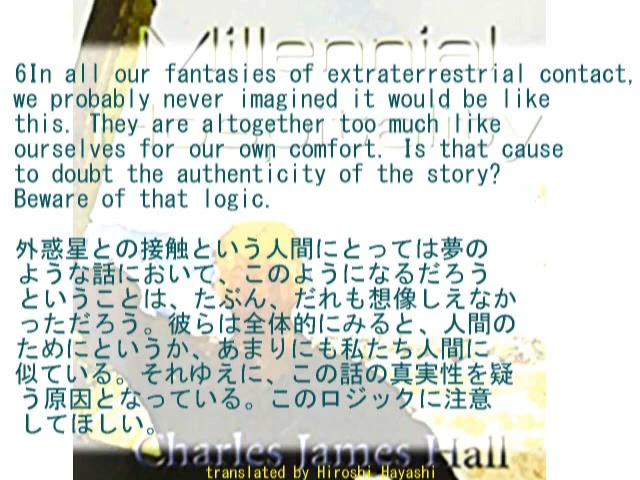 Millennial
Hospitality
6In all our fantasies of extraterrestrial contact,
we probably never imagined it would be like
this. They are altogether too much like
ourselves for our own comfort. Is that cause
to doubt the authenticity of the story?
Beware of that logic.
外惑星との接触という人間にとっては夢の
ような話において、このようになるだろう
ということは、たぶん、だれも想像しえなか
っただろう。彼らは全体的にみると、人間の
ためにというか、あまりにも私たち人間に
似ている。それゆえに、この話の真実性を疑
う原因となっている。このロジックに注意
してほしい。
Charles James Hall
translated by Hiroshi Hayashi